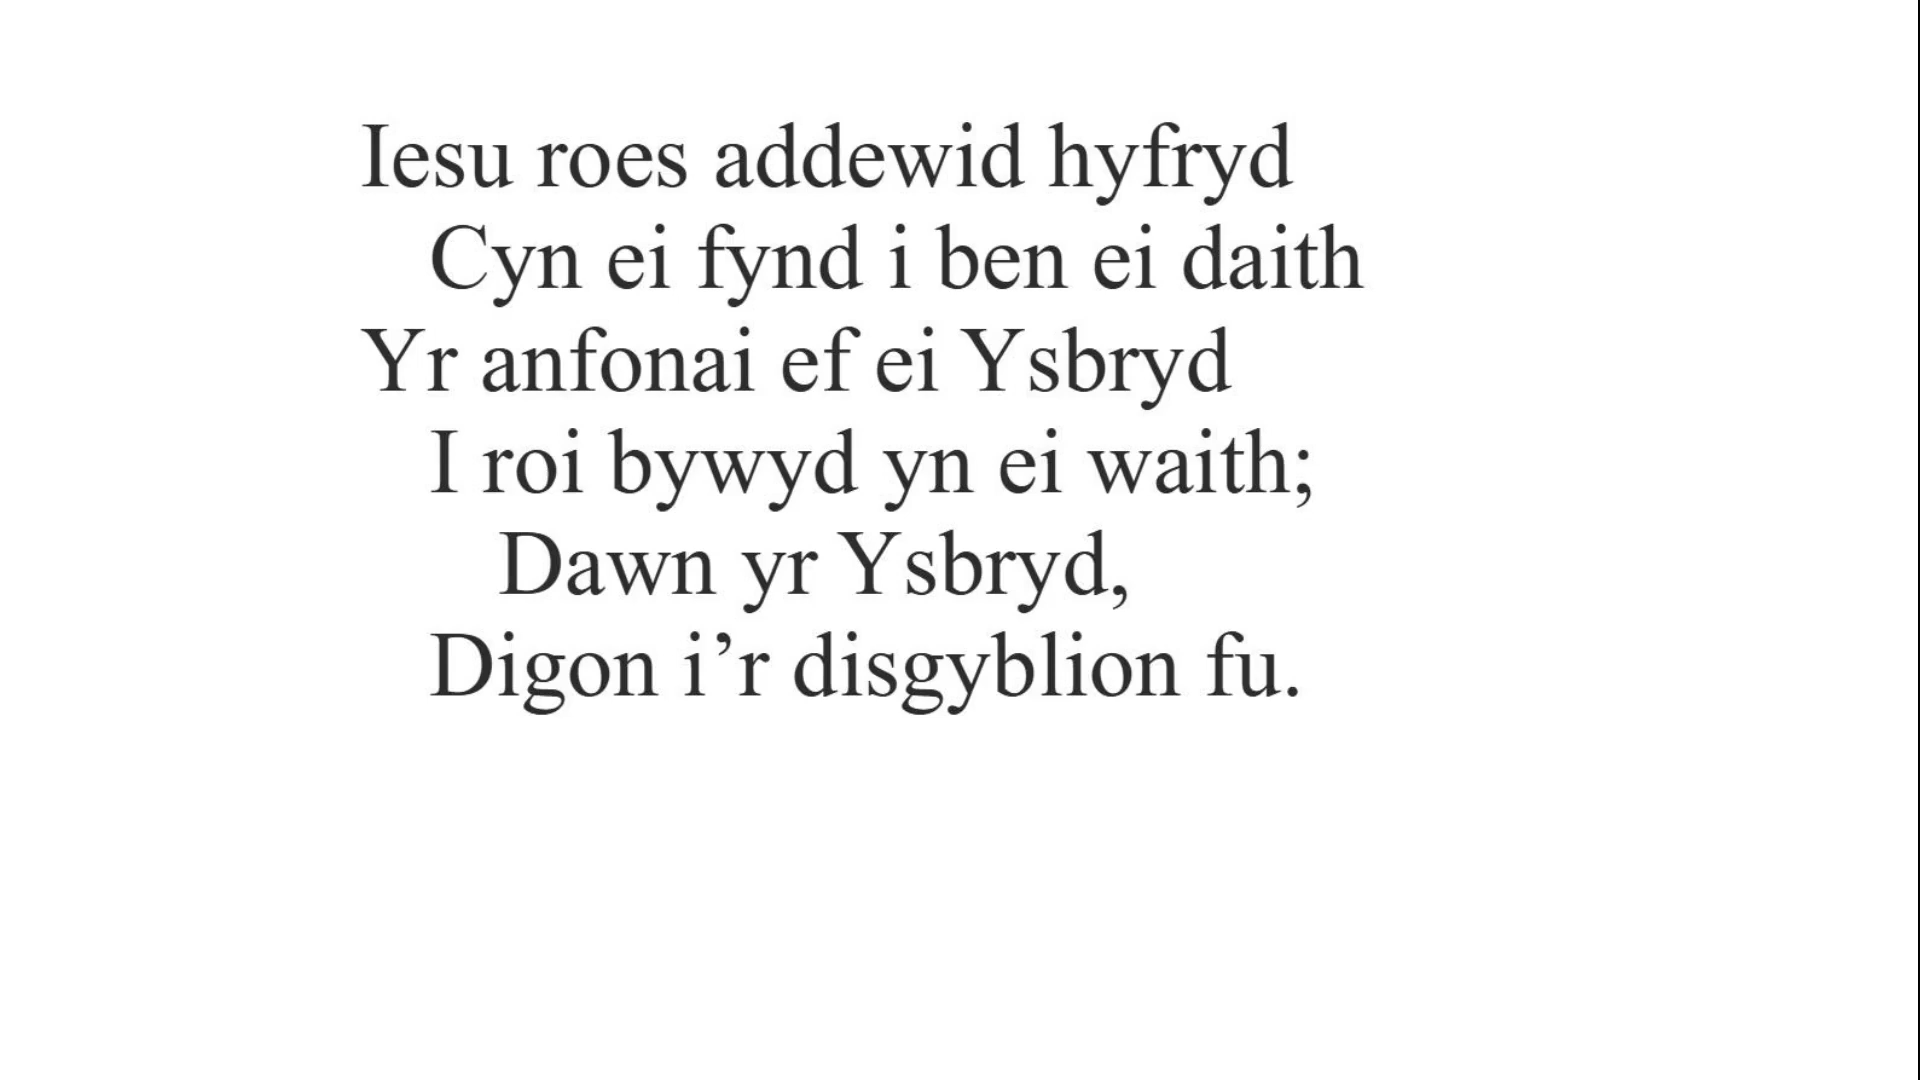 Iesu roes addewid hyfryd
Cyn ei fynd i ben ei daith
Yr anfonai ef ei Ysbryd
I roi bywyd yn ei waith;
Dawn yr Ysbryd,
Digon i’r disgyblion fu.